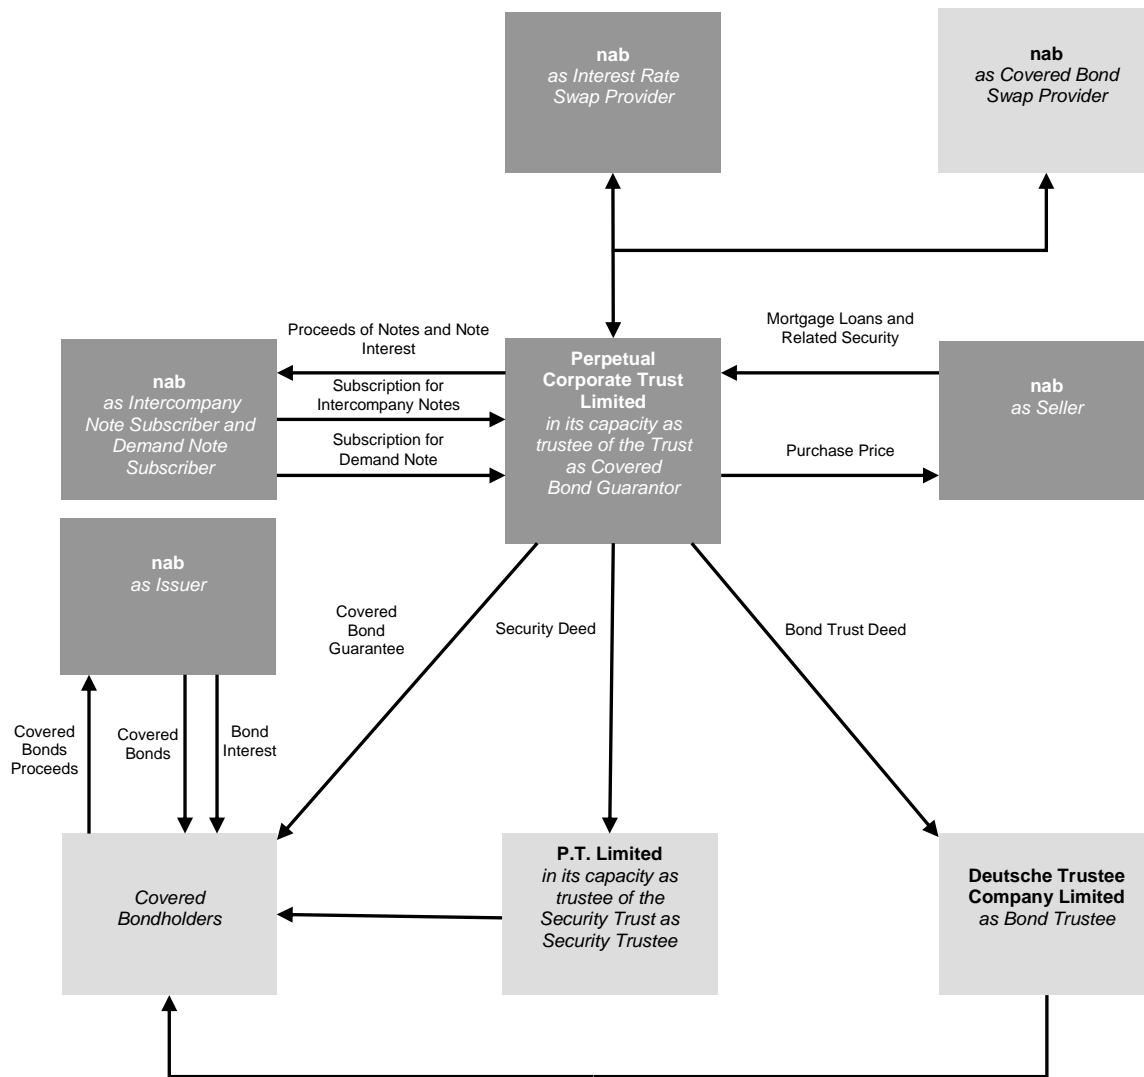 nab
as Interest Rate
Swap Provider
nab
as Covered Bond
Swap Provider
Proceeds of Notes and Note
Interest
Mortgage Loans and
Related Security
nab
as Intercompany
Note Subscriber and
Demand Note
Subscriber
Subscription for
Intercompany Notes
Subscription for
Demand Note
Perpetual
Corporate Trust
Limited
in its capacity as
trustee of the Trust
as Covered
Bond Guarantor
nab
as Seller
Purchase Price
nab
as Issuer
Covered
Bond
Guarantee
Security Deed
Bond Trust Deed
Covered
Bonds
Proceeds
Covered
Bonds
Bond
Interest
Covered
Bondholders
P.T. Limited
in its capacity as
trustee of the
Security Trust as
Security Trustee
Deutsche Trustee
Company Limited
as Bond Trustee